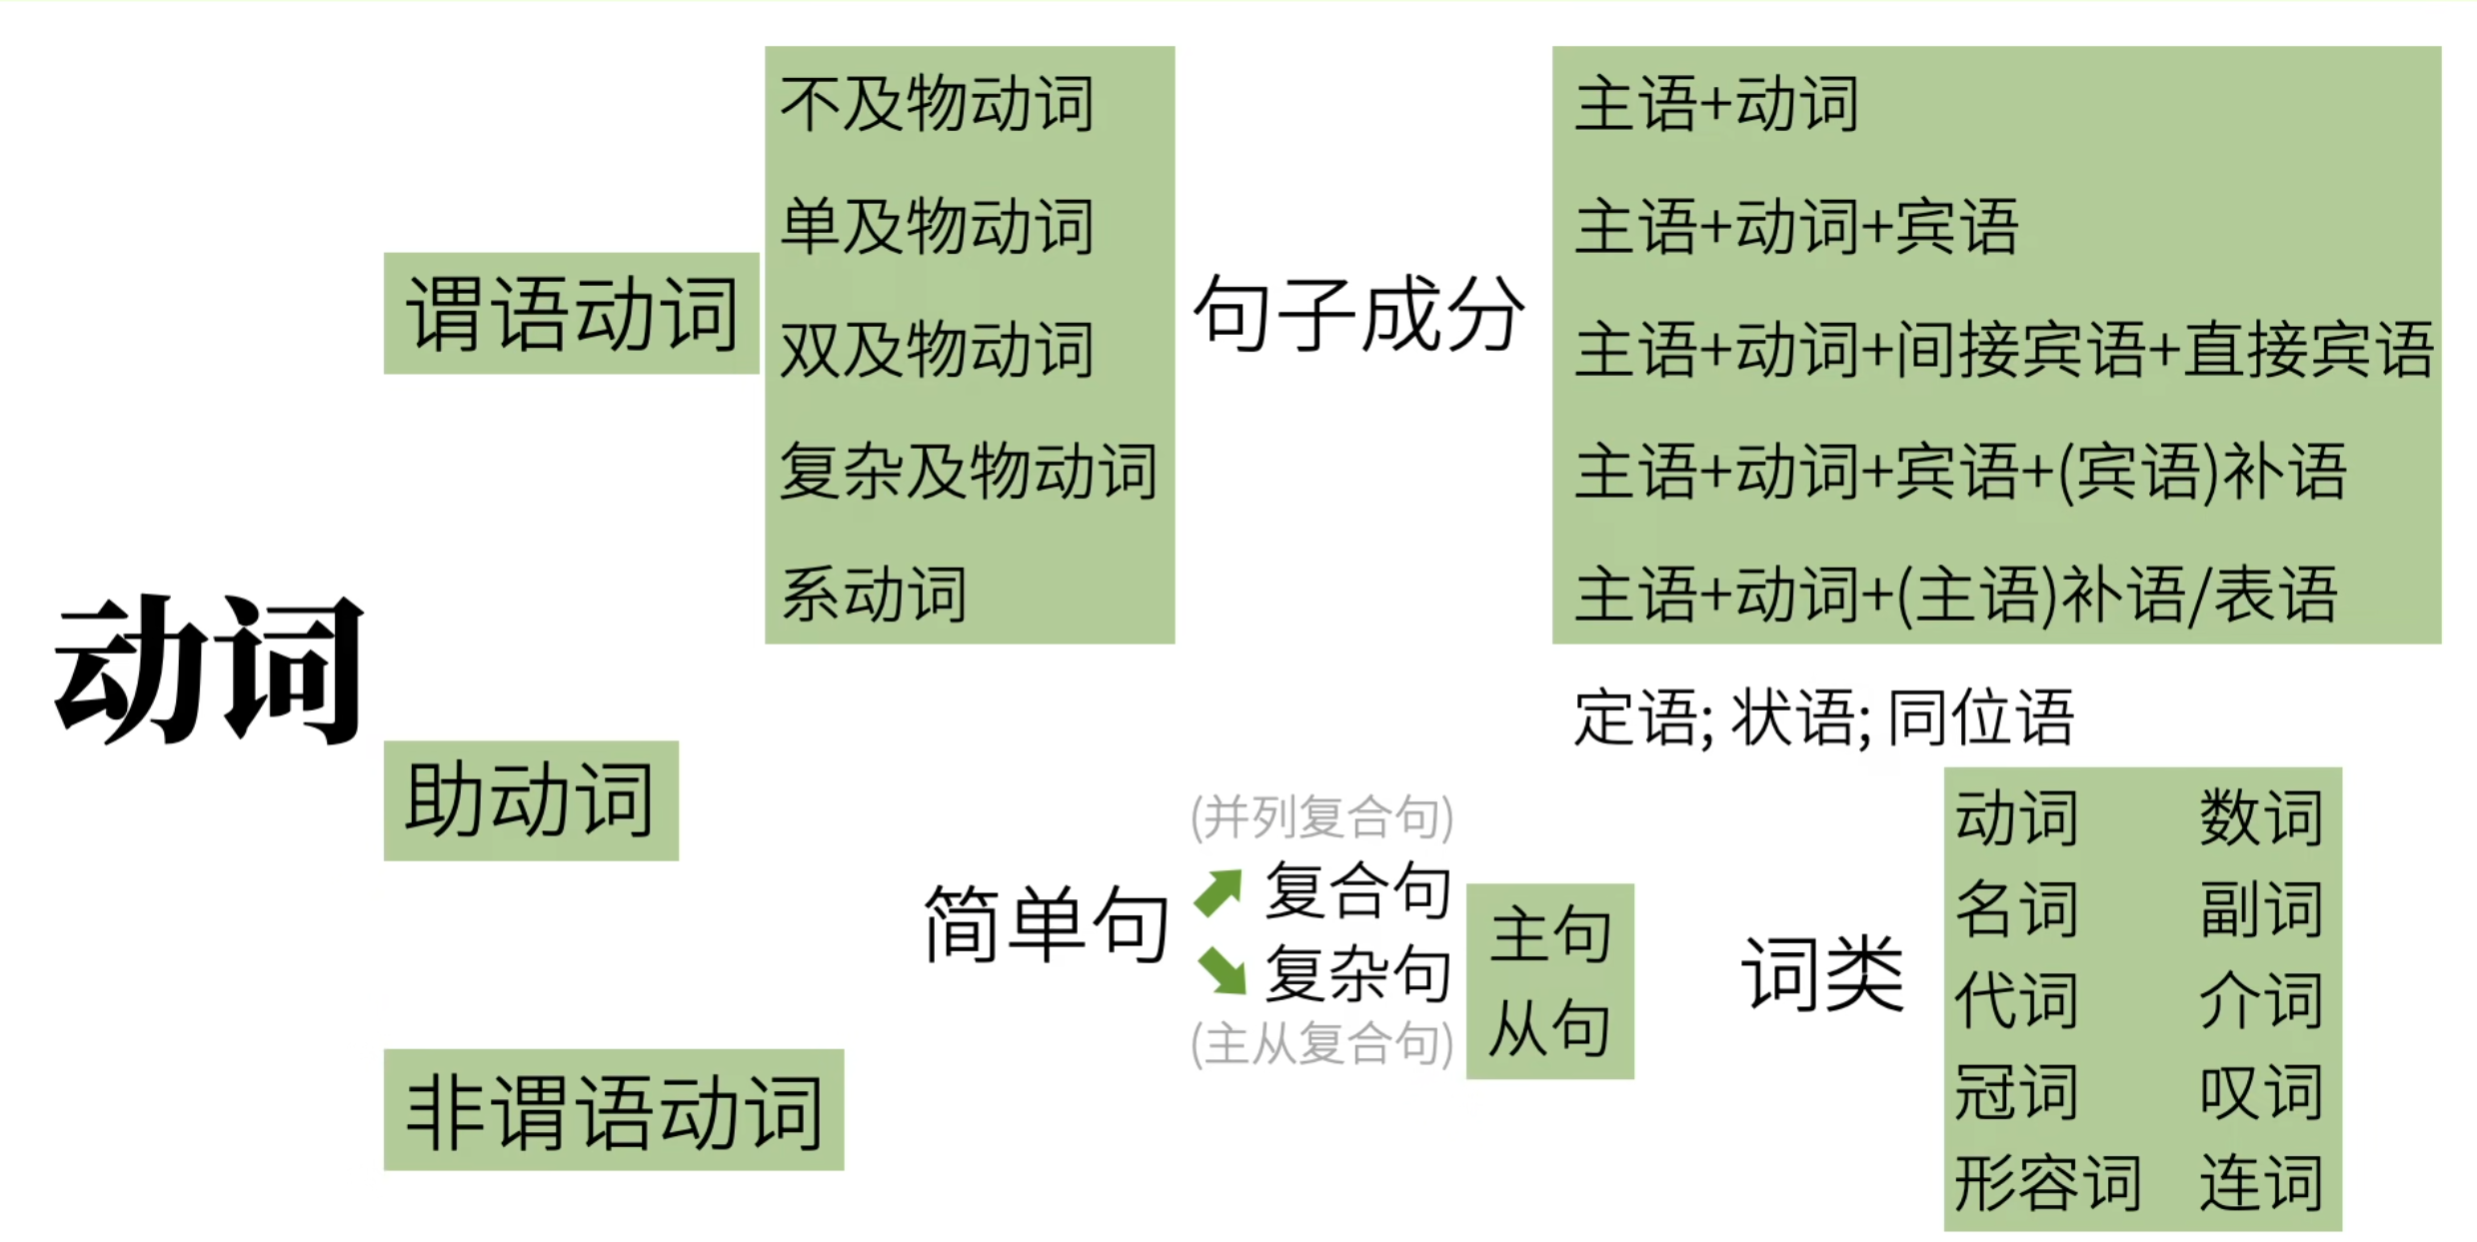 动词
谓语动词
不及物动词
单及物动词
双及物动词
复杂及物动词
系动词
句子成分
主语+动词
主语+动词+宾语
主语+动词+间接宾语+直接宾语
主语+动词+宾语+(宾语)补语
主语+动词+(主语)补语/表语
定语; 状语; 同位语
助动词
非谓语动词
简单句
(并列复合句)
复合句
复杂句
(主从复合句)
主句
从句
词类
动词 数词
名词 副词
代词 介词
冠词 叹词
形容词 连词